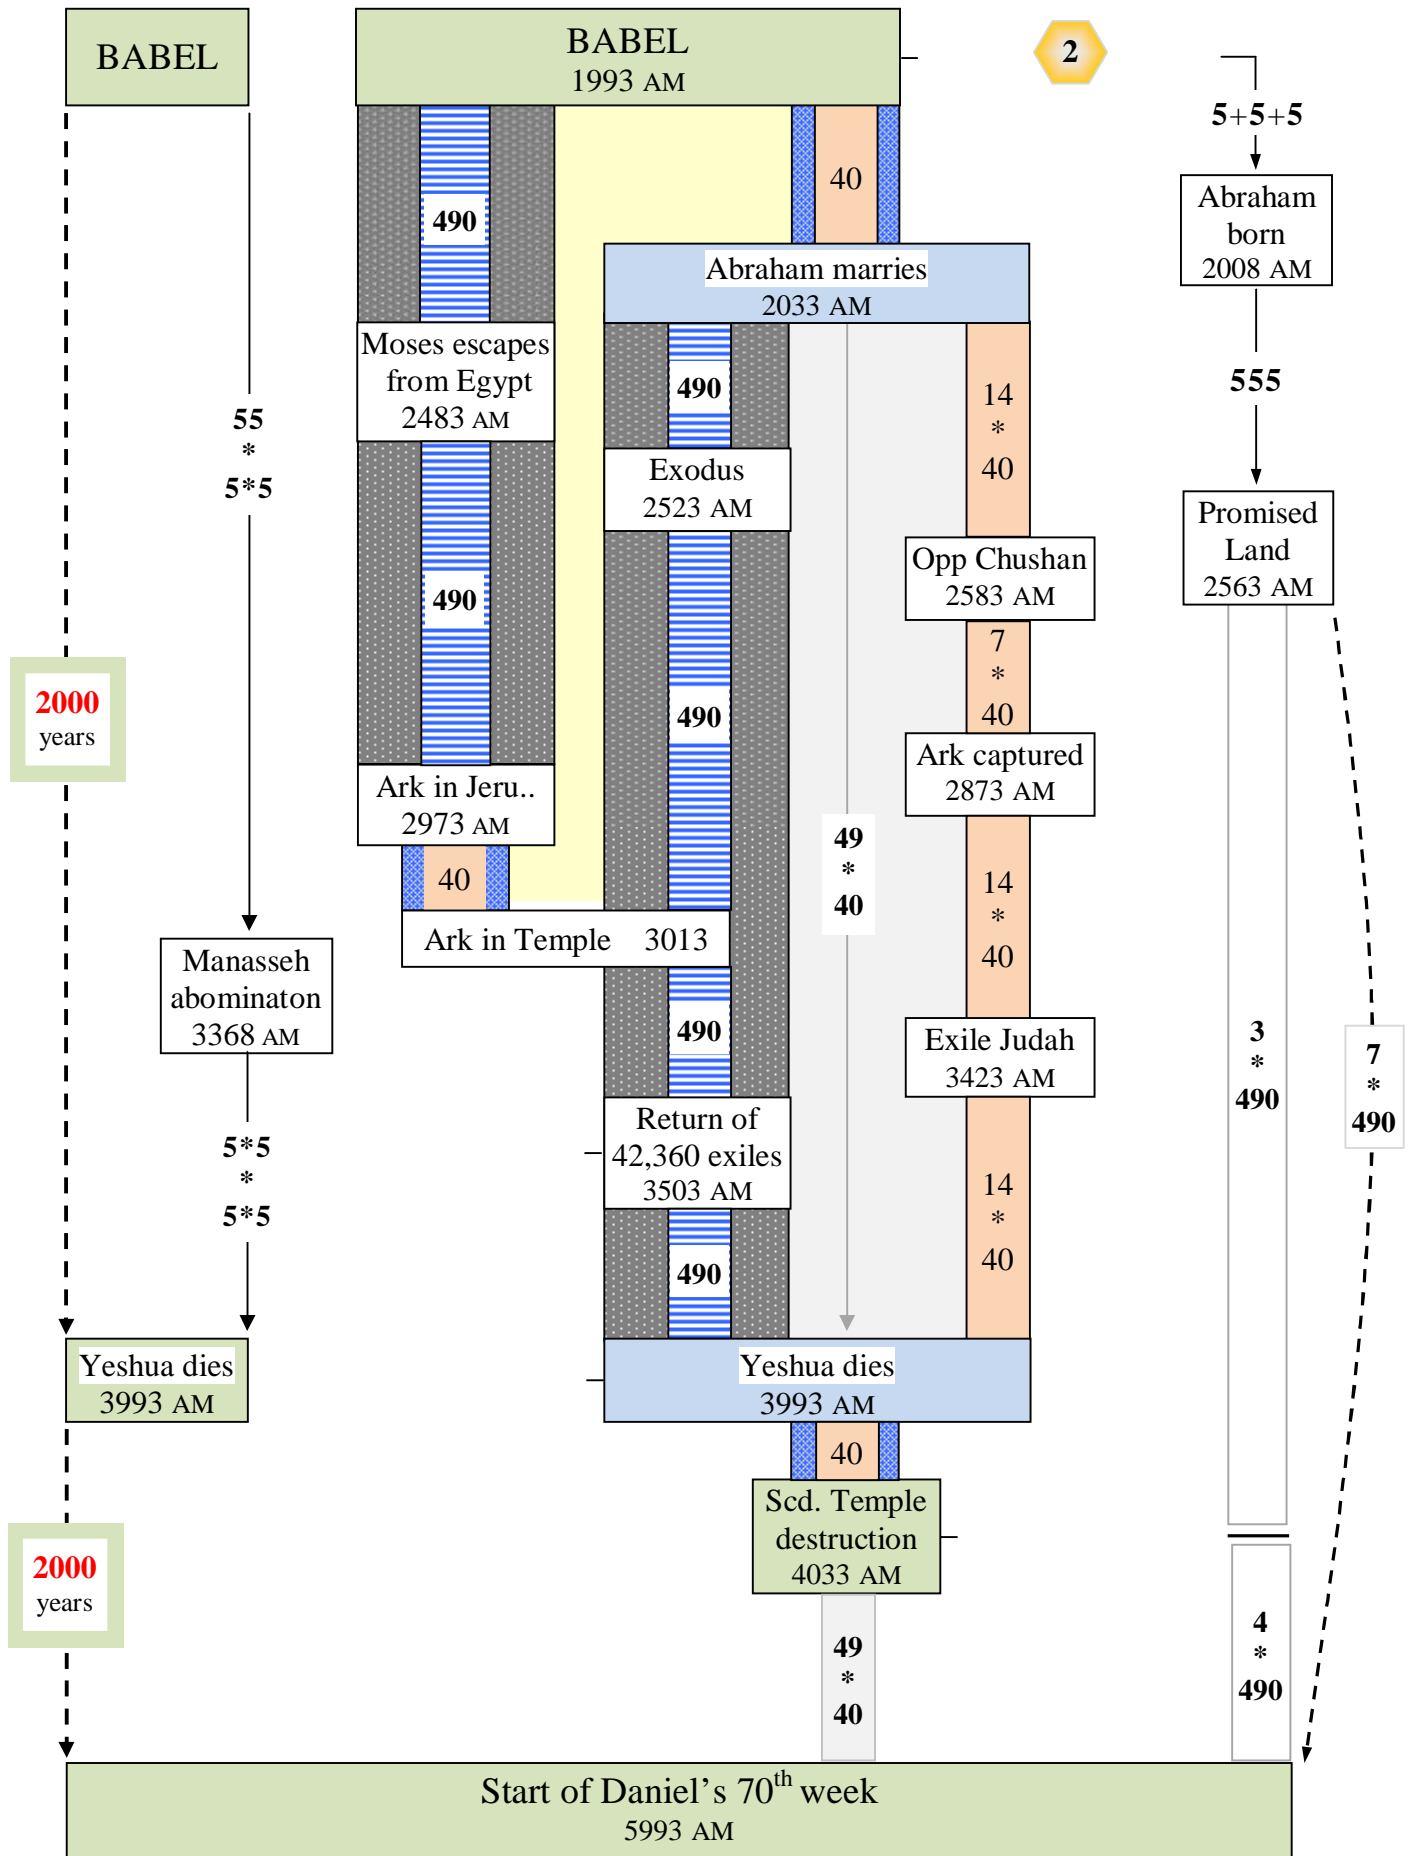 BABEL
BABEL
1993 AM
2
5+5+5
40
Abraham
born
2008 AM
490
Abraham marries
2033 AM
Moses escapes
from Egypt
2483 AM
490
14
*
40
555
55
*
5*5
Exodus
2523 AM
Promised
Land
2563 AM
Opp Chushan
2583 AM
490
7
*
40
2000
years
490
Ark captured
2873 AM
Ark in Jeru..
2973 AM
49
*
40
40
14
*
40
Ark in Temple 3013
Manasseh
abominaton
3368 AM
490
Exile Judah
3423 AM
3
*
490
7
*
490
5*5
*
5*5
Return of
42,360 exiles
3503 AM
14
*
40
490
Yeshua dies
3993 AM
Yeshua dies
3993 AM
40
Scd. Temple
destruction
4033 AM
2000
years
49
*
40
4
*
490
Start of Daniel’s 70th week
5993 AM